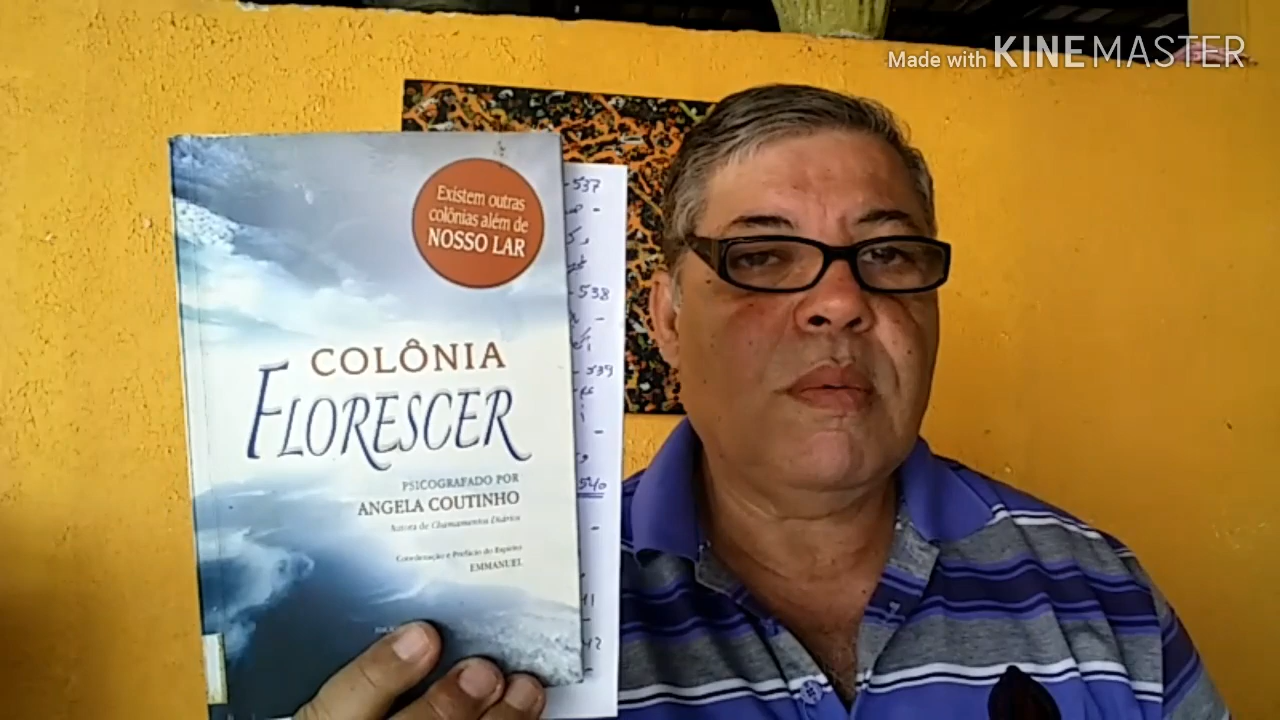 Made with KINEMASTER
Existem outras
colônias além de
NOSSO LAR
COLÔNIA
FLORESCER
PSICOGRAFADO POR
ANGELA COUTINHO
Autora de Chamamentos Diários
Coordenação e Prefácio do Espírito
EMMANUEL
537
538
539
540